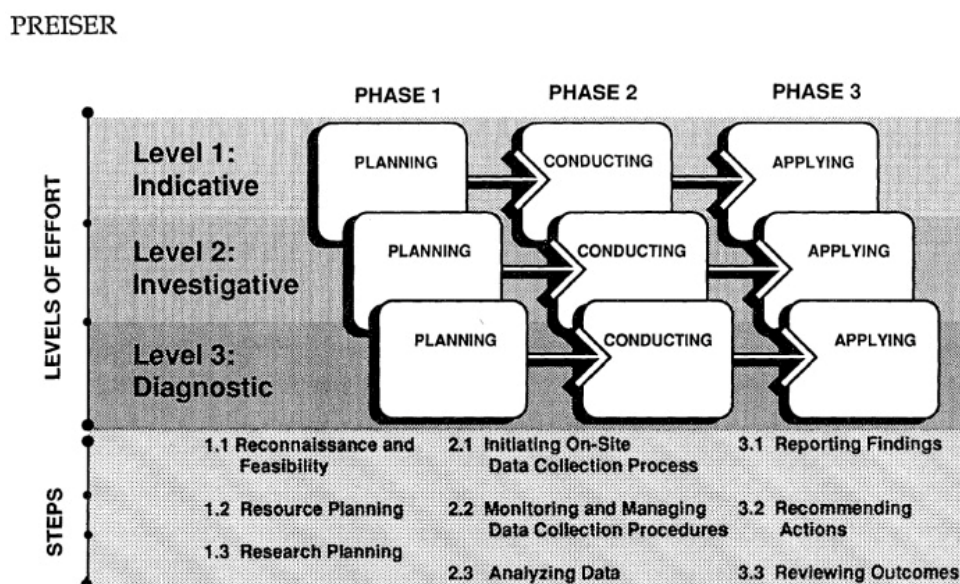 PREISER
PHASE 1 PHASE 2 PHASE 3
LEVELS OF EFFORT
Level 1:
Indicative
PLANNING CONDUCTING APPLYING
Level 2:
Investigative
PLANNING CONDUCTING APPLYING
Level 3:
Diagnostic
PLANNING CONDUCTING APPLYING
STEPS
1.1 Reconnaissance and
Feasibility
1.2 Resource Planning
1.3 Research Planning
2.1 Initiating On-Site
Data Collection Process
2.2 Monitoring and Managing
Data Collection Procedures
2.3 Analyzing Data
3.1 Reporting Findings
3.2 Recommending
Actions
3.3 Reviewing Outcomes